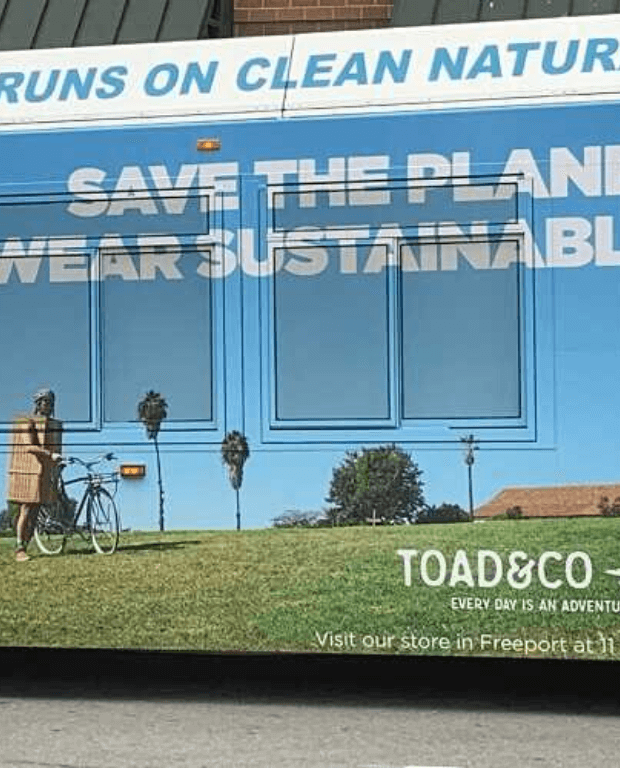 RUNS ON CLEAN NATUR
SAVE THE PLANE
WEAR SUSTAINABL
TOAD&CO
EVERY DAY IS AN ADVENTU
Visit our store in Freeport at 11